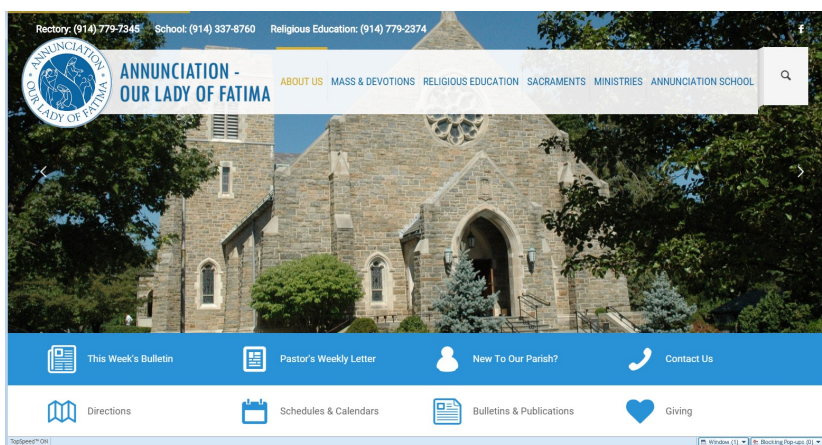 Rectory: (914) 779-7345 School: (914) 337-8760 Religious Education: (914) 779-2374
ANNUNCIATION
OUR LADY OF FATIMA
ANNUNCIATION -
OUR LADY OF FATIMA
ABOUT US MASS & DEVOTIONS RELIGIOUS EDUCATION SACRAMENTS MINISTRIES ANNUNCIATION SCHOOL
This Week's Bulletin Pastor's Weekly Letter New To Our Parish? Contact Us
Directions Schedules & Calendars Bulletins & Publications Giving
TopSpeed™ ON Window (1) Blocking Pop-ups (0)